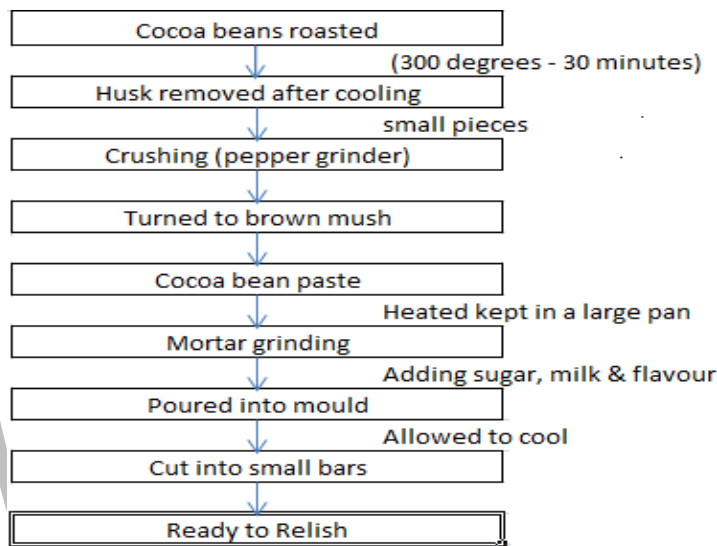 Cocoa beans roasted
(300 degrees - 30 minutes)
Husk removed after cooling
small pieces
Crushing (pepper grinder)
Turned to brown mush
Cocoa bean paste
Heated kept in a large pan
Mortar grinding
Adding sugar, milk & flavour
Poured into mould
Allowed to cool
Cut into small bars
Ready to Relish